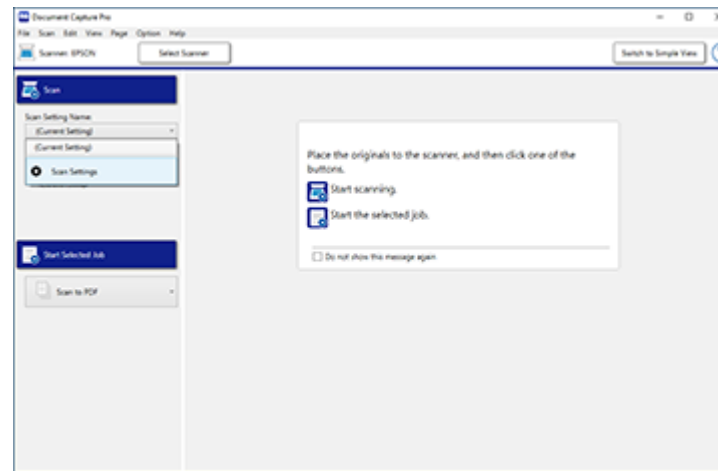 Document Capture Pro
File Scan Edit View Page Option Help
Scanner: EPSON
Select Scanner
Switch to Simple View
Scan
Scan Setting Name:
(Current Setting)
(Current Setting)
Scan Settings
Place the originals to the scanner, and then click one of the
buttons.
Start scanning.
Start the selected job.
Do not show this message again
Start Selected Job
Scan to PDF